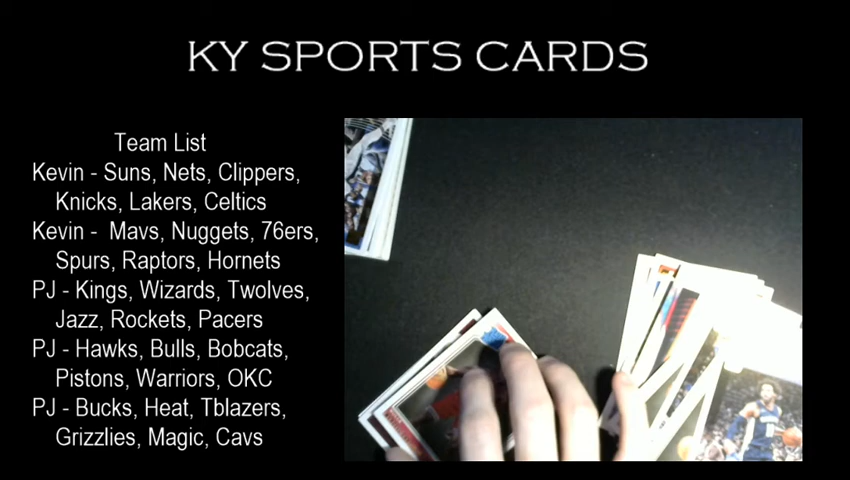 KY SPORTS CARDS
Team List
Kevin - Suns, Nets, Clippers,
Knicks, Lakers, Celtics
Kevin - Mavs, Nuggets, 76ers,
Spurs, Raptors, Hornets
PJ - Kings, Wizards, Twolves,
Jazz, Rockets, Pacers
PJ - Hawks, Bulls, Bobcats,
Pistons, Warriors, OKC
PJ - Bucks, Heat, Tblazers,
Grizzlies, Magic, Cavs